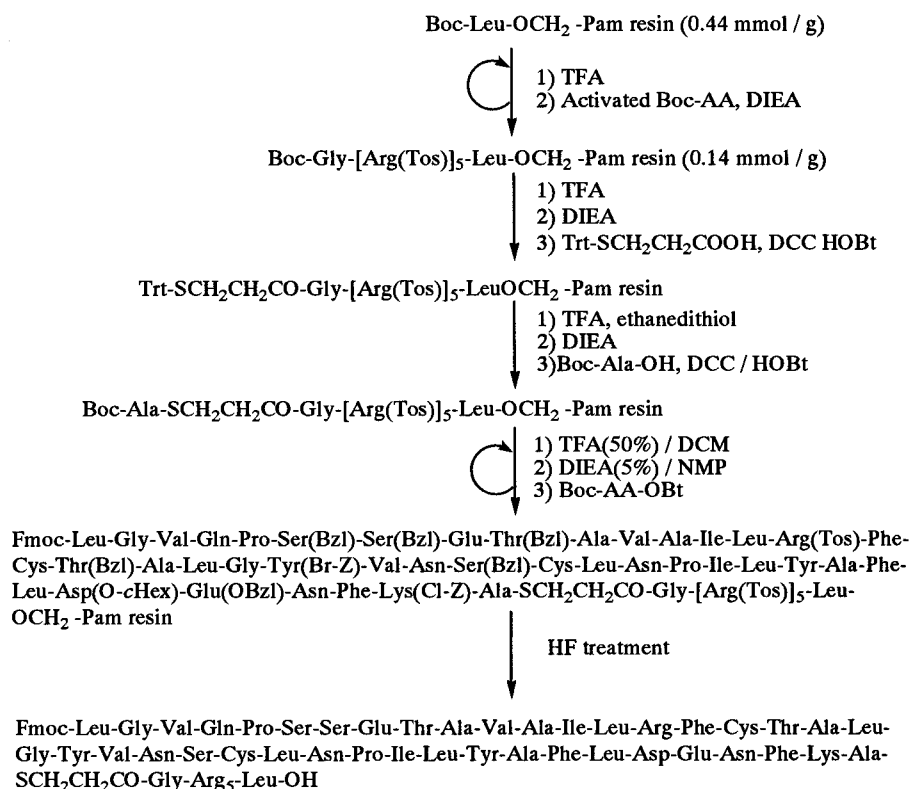 Boc-Leu-OCH₂ -Pam resin (0.44 mmol / g)
1) TFA
2) Activated Boc-AA, DIEA
Boc-Gly-[Arg(Tos)]₅-Leu-OCH₂ -Pam resin (0.14 mmol / g)
1) TFA
2) DIEA
3) Trt-SCH₂CH₂COOH, DCC HOBt
Trt-SCH₂CH₂CO-Gly-[Arg(Tos)]₅-LeuOCH₂ -Pam resin
1) TFA, ethanedithiol
2) DIEA
3)Boc-Ala-OH, DCC / HOBt
Boc-Ala-SCH₂CH₂CO-Gly-[Arg(Tos)]₅-Leu-OCH₂ -Pam resin
1) TFA(50%) / DCM
2) DIEA(5%) / NMP
3) Boc-AA-OBt
Fmoc-Leu-Gly-Val-Gln-Pro-Ser(Bzl)-Ser(Bzl)-Glu-Thr(Bzl)-Ala-Val-Ala-Ile-Leu-Arg(Tos)-Phe-
Cys-Thr(Bzl)-Ala-Leu-Gly-Tyr(Br-Z)-Val-Asn-Ser(Bzl)-Cys-Leu-Asn-Pro-Ile-Leu-Tyr-Ala-Phe-
Leu-Asp(O-cHex)-Glu(OBzl)-Asn-Phe-Lys(Cl-Z)-Ala-SCH₂CH₂CO-Gly-[Arg(Tos)]₅-Leu-
OCH₂ -Pam resin
HF treatment
Fmoc-Leu-Gly-Val-Gln-Pro-Ser-Ser-Glu-Thr-Ala-Val-Ala-Ile-Leu-Arg-Phe-Cys-Thr-Ala-Leu-
Gly-Tyr-Val-Asn-Ser-Cys-Leu-Asn-Pro-Ile-Leu-Tyr-Ala-Phe-Leu-Asp-Glu-Asn-Phe-Lys-Ala-
SCH₂CH₂CO-Gly-Arg₅-Leu-OH